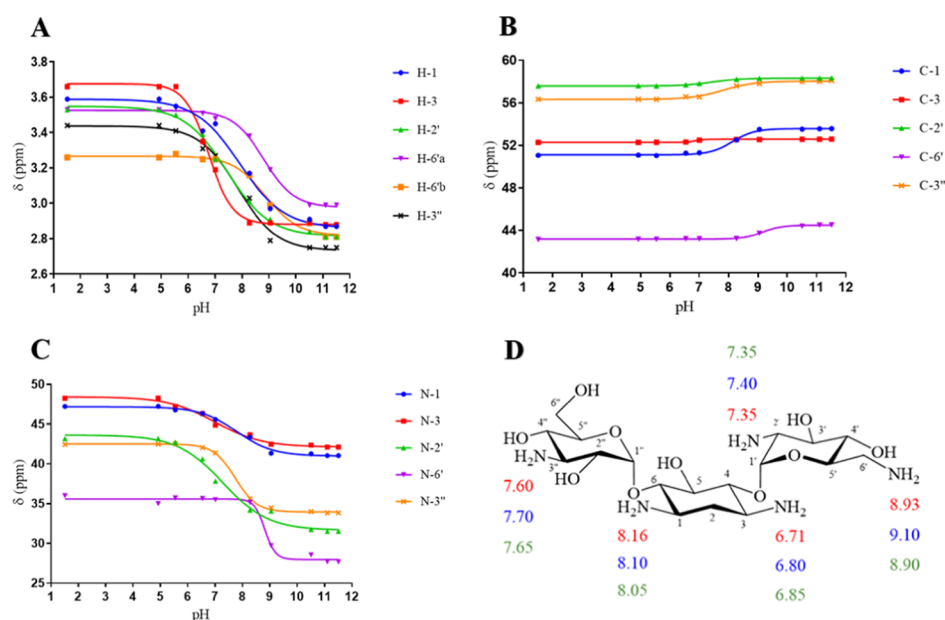 A
δ (ppm)
3.8
3.6
3.4
3.2
3.0
2.8
2.6
1 2 3 4 5 6 7 8 9 10 11 12
pH
H-1
H-3
H-2'
H-6'a
H-6'b
H-3"
B
δ (ppm)
60
56
52
48
44
40
1 2 3 4 5 6 7 8 9 10 11 12
pH
C-1
C-3
C-2'
C-6'
C-3"
C
δ (ppm)
50
45
40
35
30
25
1 2 3 4 5 6 7 8 9 10 11 12
pH
N-1
N-3
N-2'
N-6'
N-3"
D
7.35
7.40
7.35
OH
6"
4"
5"
HO
H₂N
3"
2"
HO
O
1"
7.60
7.70
7.65
HO
O
6
5
4
O
H₂N
1
2
3
NH₂
8.16
8.10
8.05
6.71
6.80
6.85
H₂N
2'
HO
3'
4'
OH
1'
O
5'
6'
NH₂
8.93
9.10
8.90